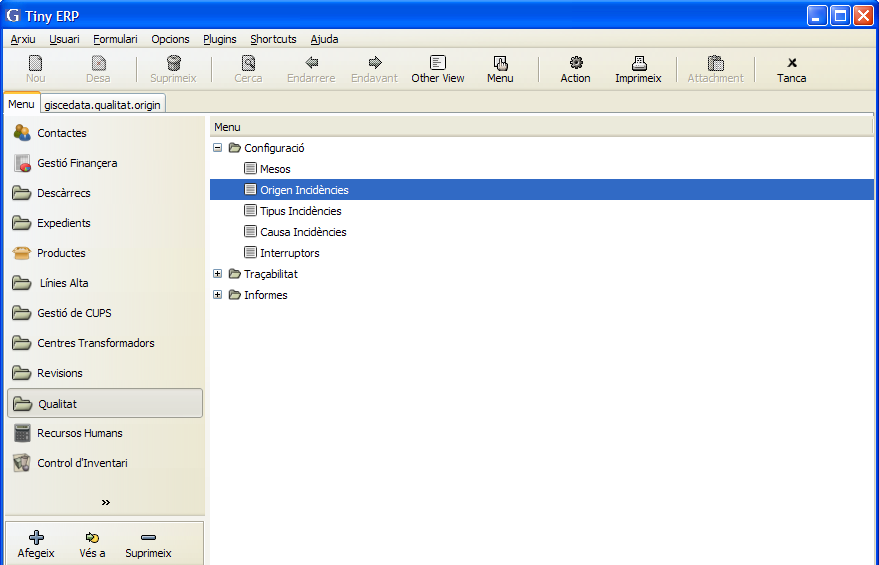 G Tiny ERP
Arxiu Usuari Formulari Opcions Plugins Shortcuts Ajuda
Nou Desa Suprimeix Cerca Endarrere Endavant Other View Menu Action Imprimeix Attachment Tanca
Menu giscedata.qualitat.origin
Contactes
Gestió Finançera
Descàrrecs
Expedients
Productes
Línies Alta
Gestió de CUPS
Centres Transformadors
Revisions
Qualitat
Recursos Humans
Control d'Inventari
»
Afegeix Vés a Suprimeix
Menu
Configuració
Mesos
Origen Incidències
Tipus Incidències
Causa Incidències
Interruptors
Traçabilitat
Informes